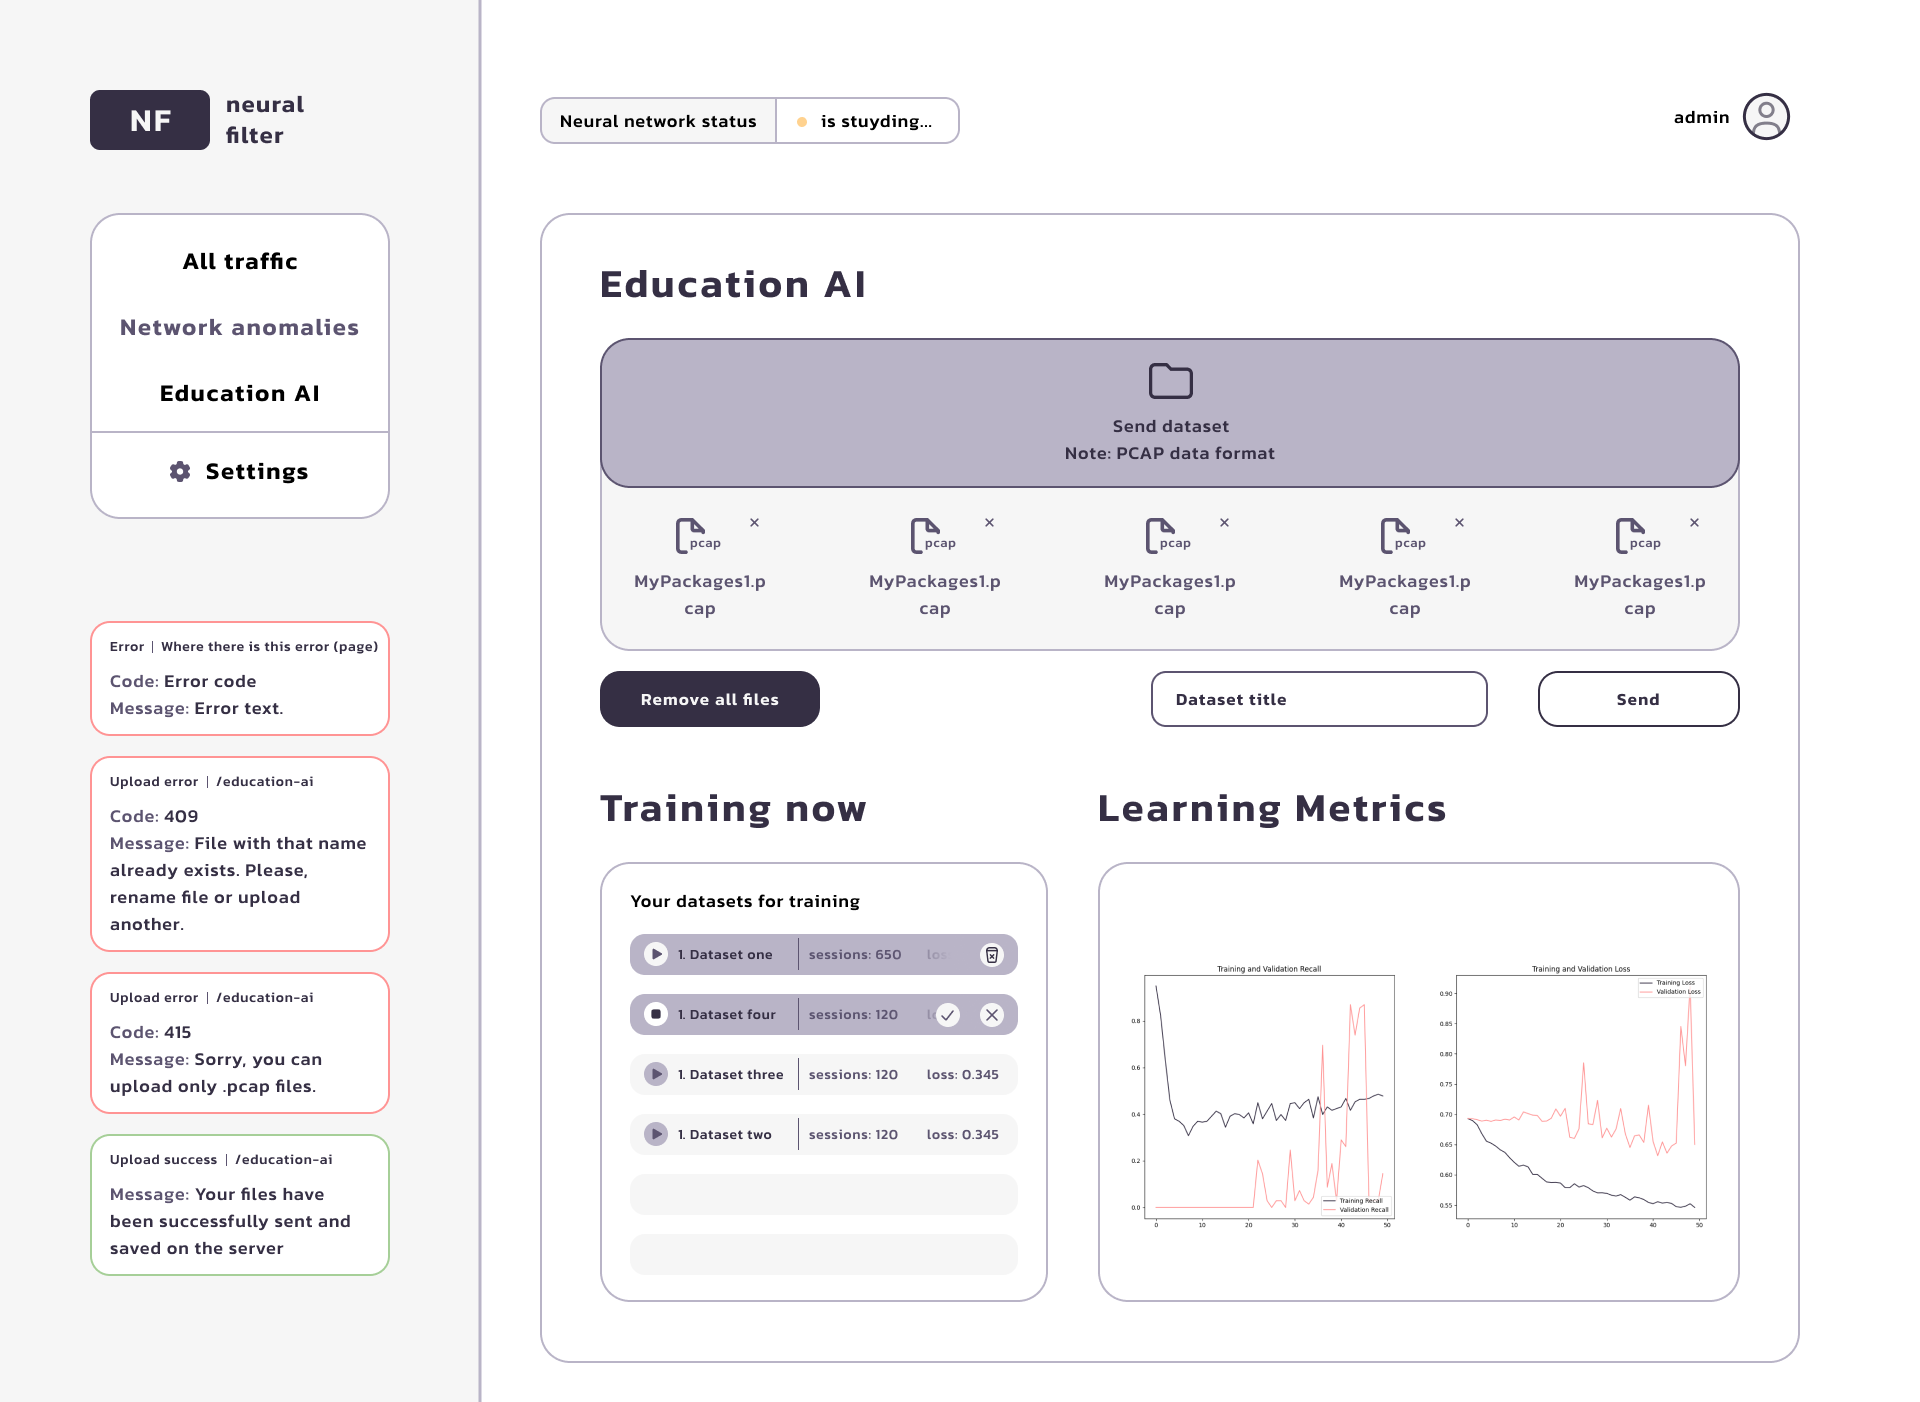 NF
neural
filter
All traffic
Network anomalies
Education AI
Settings
Error | Where there is this error (page)
Code: Error code
Message: Error text.
Upload error | /education-ai
Code: 409
Message: File with that name
already exists. Please,
rename file or upload
another.
Upload error | /education-ai
Code: 415
Message: Sorry, you can
upload only .pcap files.
Upload success | /education-ai
Message: Your files have
been successfully sent and
saved on the server
Neural network status
is stuyding...
admin
Education AI
Send dataset
Note: PCAP data format
pcap
MyPackages1.p
cap
pcap
MyPackages1.p
cap
pcap
MyPackages1.p
cap
pcap
MyPackages1.p
cap
pcap
MyPackages1.p
cap
Remove all files
Dataset title
Send
Training now
Your datasets for training
1. Dataset one sessions: 650 los
1. Dataset four sessions: 120 l
1. Dataset three sessions: 120 loss: 0.345
1. Dataset two sessions: 120 loss: 0.345
Learning Metrics
Training and Validation Recall
0.8
0.6
0.4
0.2
0.0
0 10 20 30 40 50
Training Recall
Validation Recall
Training and Validation Loss
Training Loss
Validation Loss
0.90
0.85
0.80
0.75
0.70
0.65
0.60
0.55
0 10 20 30 40 50